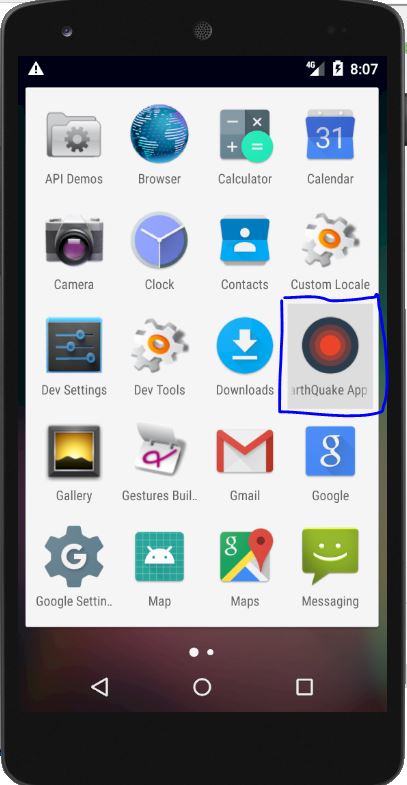 4G 8:07
API Demos Browser Calculator Calendar
31
Camera Clock Contacts Custom Locale
Dev Settings Dev Tools Downloads arthQuake App
Gallery Gestures Buil.. Gmail Google
g
G g
Google Settin.. Map Maps Messaging